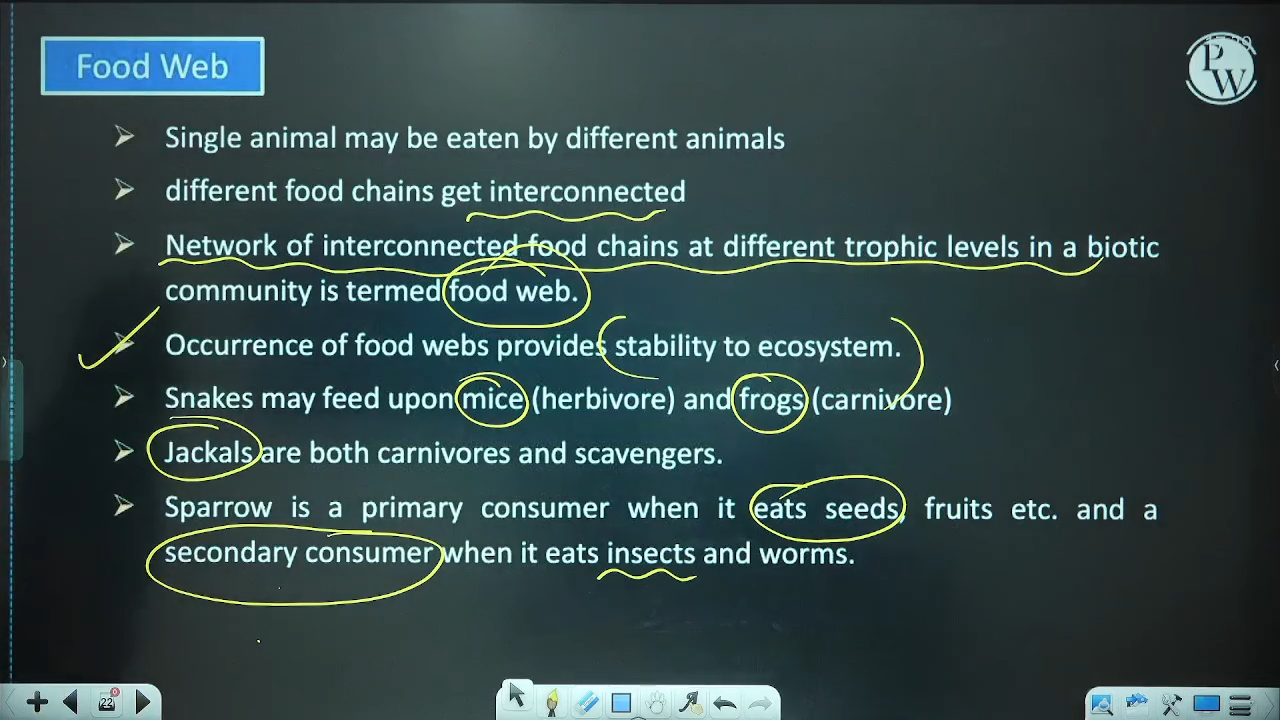 Food Web
PW
Single animal may be eaten by different animals
different food chains get interconnected
Network of interconnected food chains at different trophic levels in a biotic
community is termed food web.
Occurrence of food webs provides stability to ecosystem.
Snakes may feed upon mice (herbivore) and frogs (carnivore)
Jackals are both carnivores and scavengers.
Sparrow is a primary consumer when it eats seeds, fruits etc. and a
secondary consumer when it eats insects and worms.
22